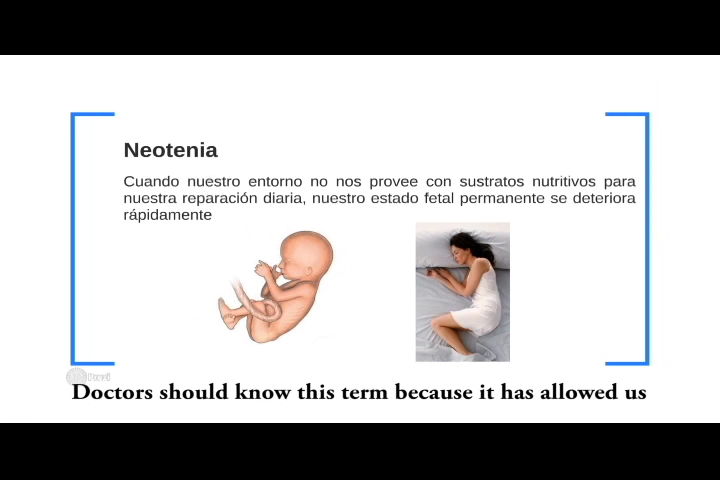 Neotenia
Cuando nuestro entorno no nos provee con sustratos nutritivos para
nuestra reparación diaria, nuestro estado fetal permanente se deteriora
rápidamente
Doctors should know this term because it has allowed us